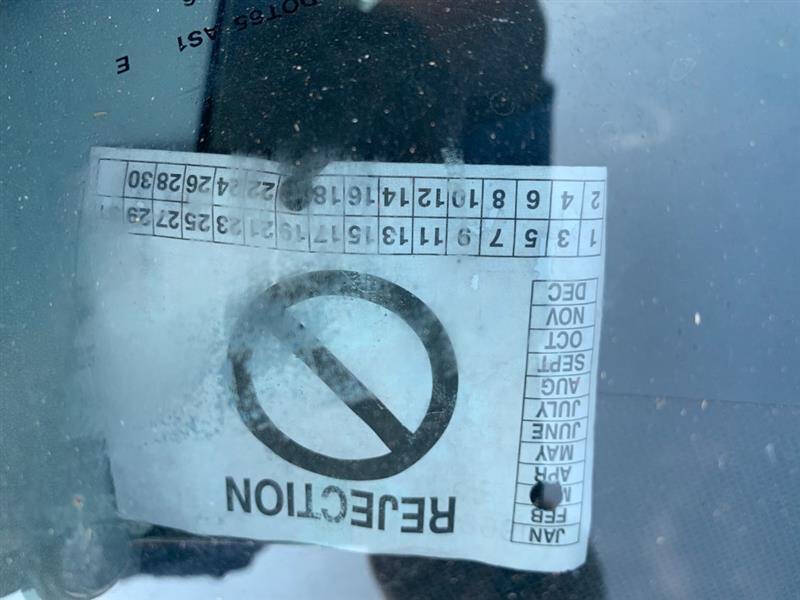 REJECTION
JAN
FEB
APR
MAY
JUNE
JULY
AUG
SEPT
OCT
NOV
DEC
1 3 5 7 9 11 13 15 17 19 21 23 25 27 29
2 4 6 8 10 12 14 16 18 22 24 26 28 30
E
DOT55 AS1